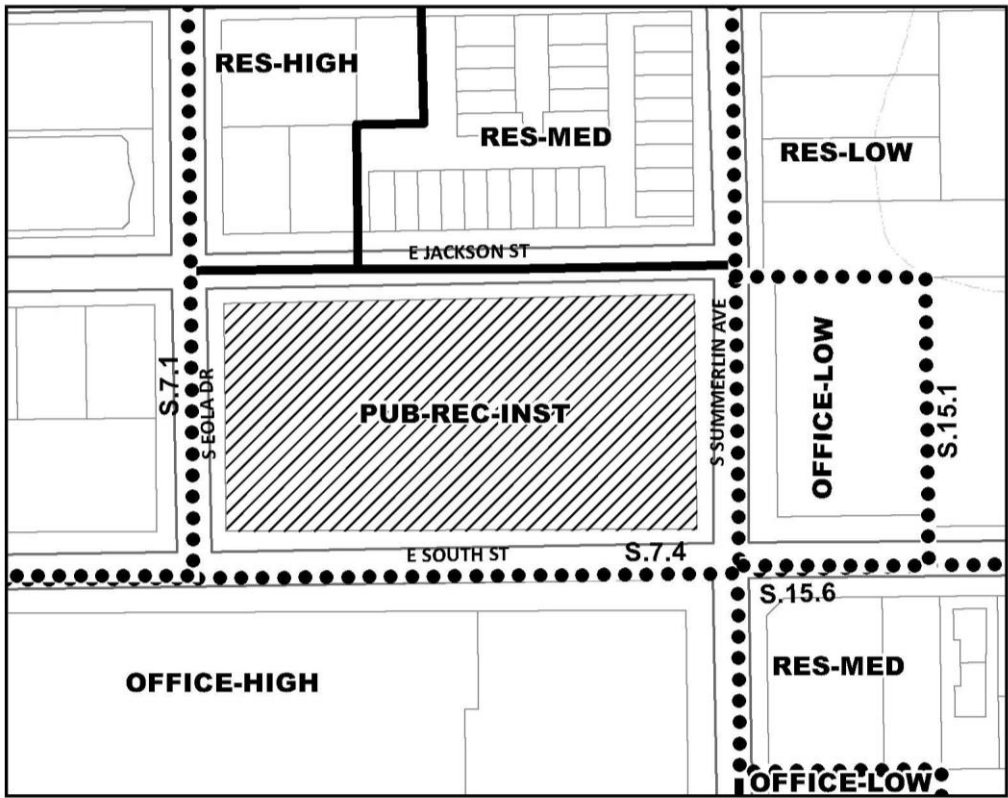 RES-HIGH
RES-MED
RES-LOW
E JACKSON ST
S.7.1
S EOLA DR
PUB-REC-INST
S SUMMERLIN AVE
OFFICE-LOW
S.15.1
E SOUTH ST
S.7.4
S.15.6
RES-MED
OFFICE-HIGH
OFFICE-LOW